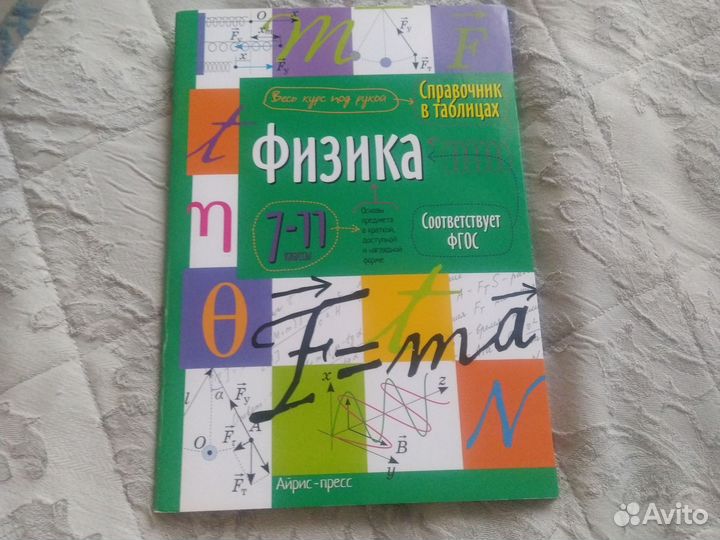 O
x
F⃗у
x
F⃗у
m
F⃗у
F⃗т
F⃗
Весь курс под рукой
Справочник
в таблицах
t
Физика
η
7-11
классы
Основы
предмета
в краткой,
доступной
и наглядной
форме
Соответствует
ФГОС
θ
t
F⃗=ma⃗
l
α
F⃗у
O
A
F⃗т
F⃗т
x
z
B⃗
y
N
Айрис-пресс
Avito